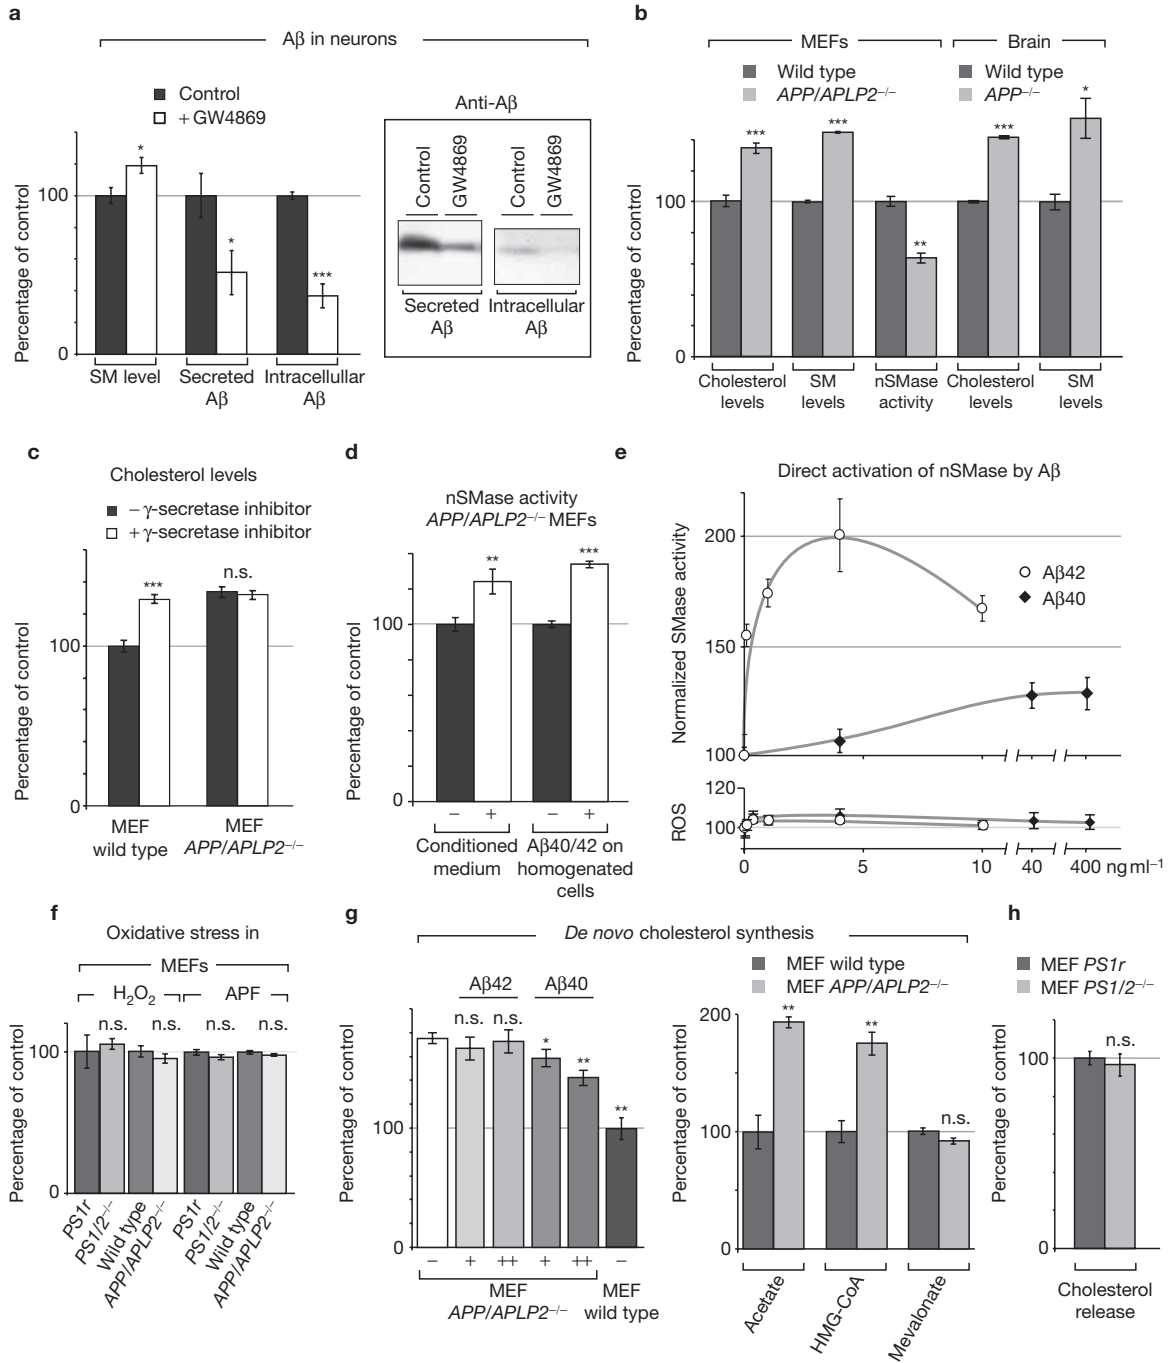 a
Aβ in neurons
Control
+ GW4869
Percentage of control
100
0
*
*
***
SM level
Secreted
Aβ
Intracellullar
Aβ
Anti-Aβ
Control
GW4869
Control
GW4869
Secreted
Aβ
Intracellular
Aβ
b
MEFs
Brain
Wild type
APP/APLP2–/–
Wild type
APP–/–
Percentage of control
100
0
***
***
**
***
*
Cholesterol
levels
SM
levels
nSMase
activity
Cholesterol
levels
SM
levels
c
Cholesterol levels
– γ-secretase inhibitor
+ γ-secretase inhibitor
Percentage of control
100
0
***
n.s.
MEF
wild type
MEF
APP/APLP2–/–
d
nSMase activity
APP/APLP2–/– MEFs
Percentage of control
100
0
**
***
– + – +
Conditioned
medium
Aβ40/42 on
homogenated
cells
e
Direct activation of nSMase by Aβ
Normalized SMase activity
200
150
100
Aβ42
Aβ40
ROS
120
100
0 5 10 40 400 ng ml–1
f
Oxidative stress in
MEFs
H2O2 APF
n.s. n.s. n.s. n.s.
Percentage of control
100
0
PS1r
PS1/2–/–
Wild type
APP/APLP2–/–
PS1r
PS1/2–/–
Wild type
APP/APLP2–/–
g
De novo cholesterol synthesis
Aβ42 Aβ40
n.s. n.s. * ** **
Percentage of control
100
0
– + ++ + ++ –
MEF
APP/APLP2–/–
MEF
wild type
MEF wild type
MEF APP/APLP2–/–
Percentage of control
200
100
0
**
**
n.s.
Acetate
HMG-CoA
Mevalonate
h
MEF PS1r
MEF PS1/2–/–
Percentage of control
100
0
n.s.
Cholesterol
release